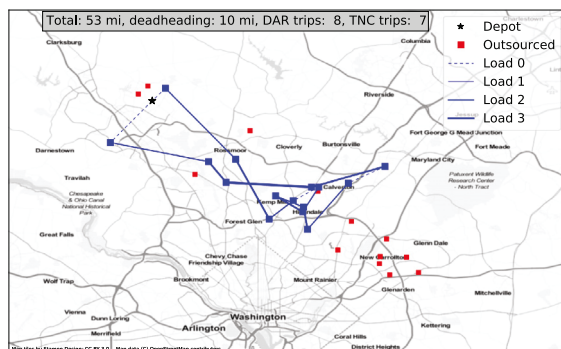 Total: 53 mi, deadheading: 10 mi, DAR trips: 8, TNC trips: 7
Clarksburg
Columbia
Depot
Outsourced
Load 0
Load 1
Load 2
Load 3
Riverside
Fort George G Mead Junction
Darnestown
Rossmoor
Cloverly
Burtonsville
Fort Meade
Maryland City
Travilah
Patuxent Wildlife
Research Center
- North Tract
Chesapeake
& Ohio Canal
National Historical
Park
Calverton
Kemp Mill
Hillandale
Forest Glen
Great Falls
Glenn Dale
Chevy Chase
Friendship Village
New Carrollton
Wolf Trap
Brookmont
Mount Rainier
Glenarden
Mitchellville
Vienna
Dunn Loring
Washington
Merrifield
Arlington
Kettering
Coral Hills
District Heights